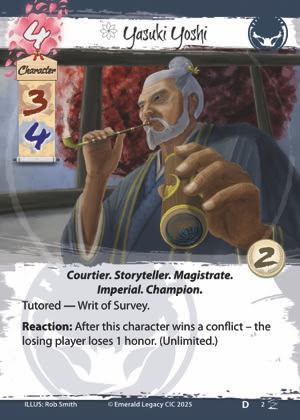 4
Yasuki Yoshi
Character
3
4
2
Courtier. Storyteller. Magistrate.
Imperial. Champion.
Tutored — Writ of Survey.
Reaction: After this character wins a conflict – the
losing player loses 1 honor. (Unlimited.)
ILLUS: Rob Smith
© Emerald Legacy CIC 2025
D
2